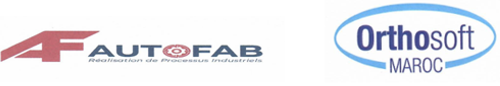 AF AUTOFAB
Réalisation de Processus Industriels
Orthosoft
MAROC